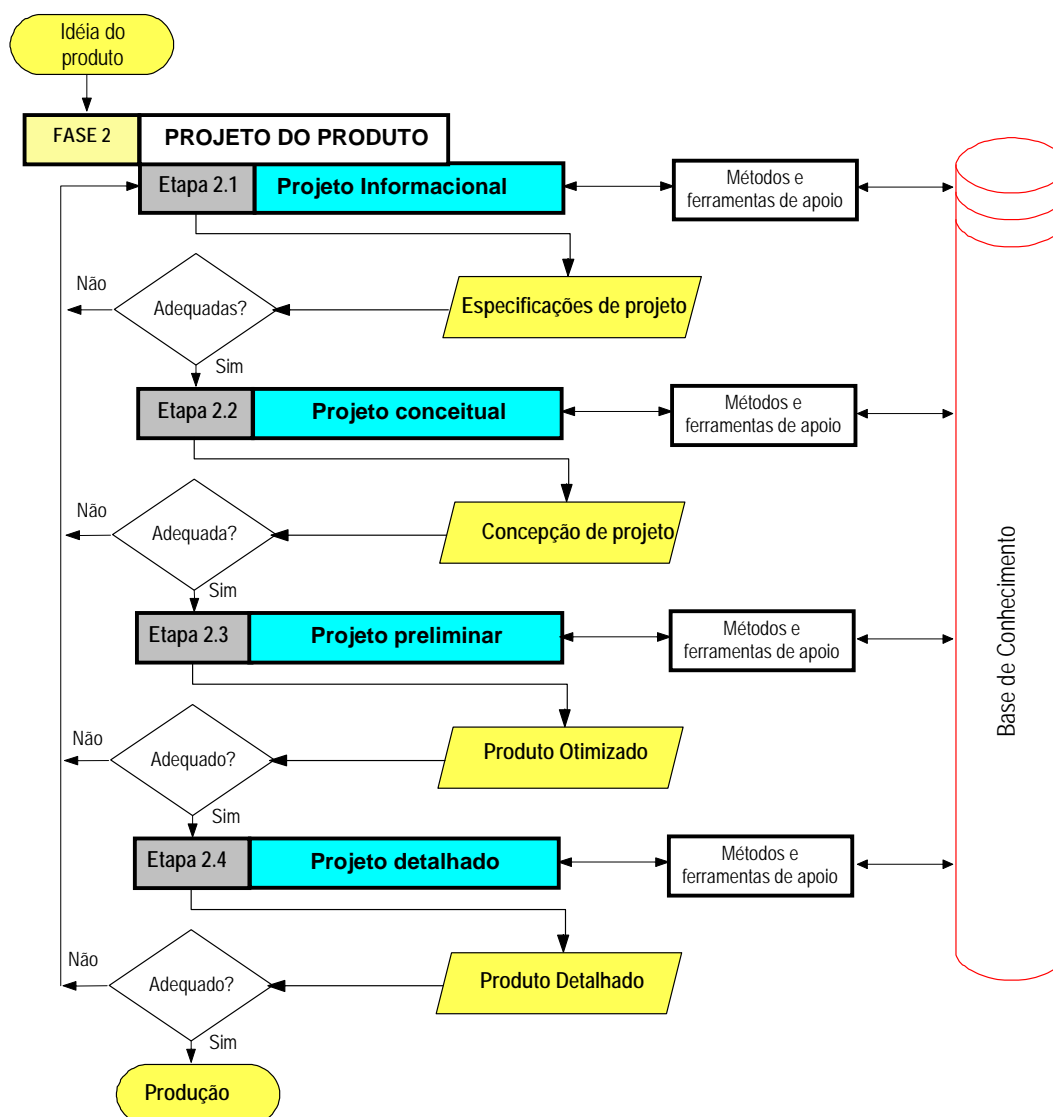 Idéia do
produto
FASE 2
PROJETO DO PRODUTO
Etapa 2.1
Projeto Informacional
Métodos e
ferramentas de apoio
Não
Adequadas?
Especificações de projeto
Sim
Etapa 2.2
Projeto conceitual
Métodos e
ferramentas de apoio
Não
Adequada?
Concepção de projeto
Sim
Etapa 2.3
Projeto preliminar
Métodos e
ferramentas de apoio
Não
Adequado?
Produto Otimizado
Sim
Etapa 2.4
Projeto detalhado
Métodos e
ferramentas de apoio
Não
Adequado?
Produto Detalhado
Sim
Produção
Base de Conhecimento